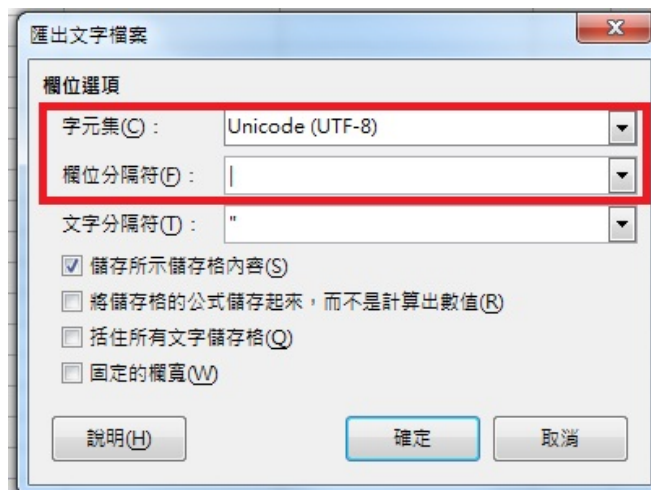 匯出文字檔案
欄位選項
字元集(C)： Unicode (UTF-8)
欄位分隔符(F)： |
文字分隔符(T)： "
儲存所示儲存格內容(S)
將儲存格的公式儲存起來，而不是計算出數值(R)
括住所有文字儲存格(Q)
固定的欄寬(W)
說明(H) 確定 取消